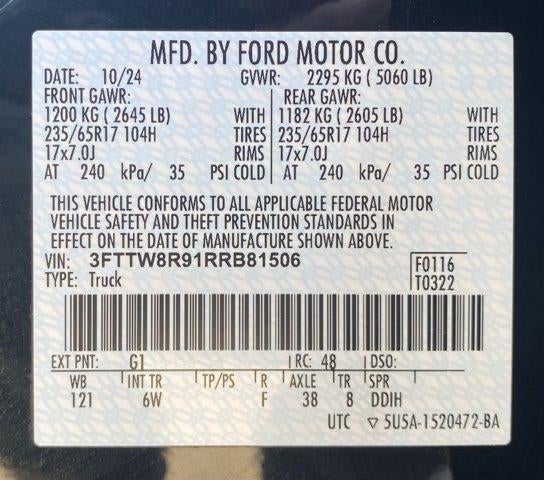 MFD. BY FORD MOTOR CO.
DATE: 10/24 GVWR: 2295 KG ( 5060 LB)
FRONT GAWR: REAR GAWR:
1200 KG ( 2645 LB) WITH 1182 KG ( 2605 LB) WITH
235/65R17 104H TIRES 235/65R17 104H TIRES
17x7.0J RIMS 17x7.0J RIMS
AT 240 kPa/ 35 PSI COLD AT 240 kPa/ 35 PSI COLD
THIS VEHICLE CONFORMS TO ALL APPLICABLE FEDERAL MOTOR
VEHICLE SAFETY AND THEFT PREVENTION STANDARDS IN
EFFECT ON THE DATE OF MANUFACTURE SHOWN ABOVE.
VIN: 3FTTW8R91RRB81506 F0116
TYPE: Truck T0322
EXT PNT: G1 RC: 48 DSO:
WB INT TR TP/PS R AXLE TR SPR
121 6W F 38 8 DDIH
UTC ▽ 5U5A-1520472-BA